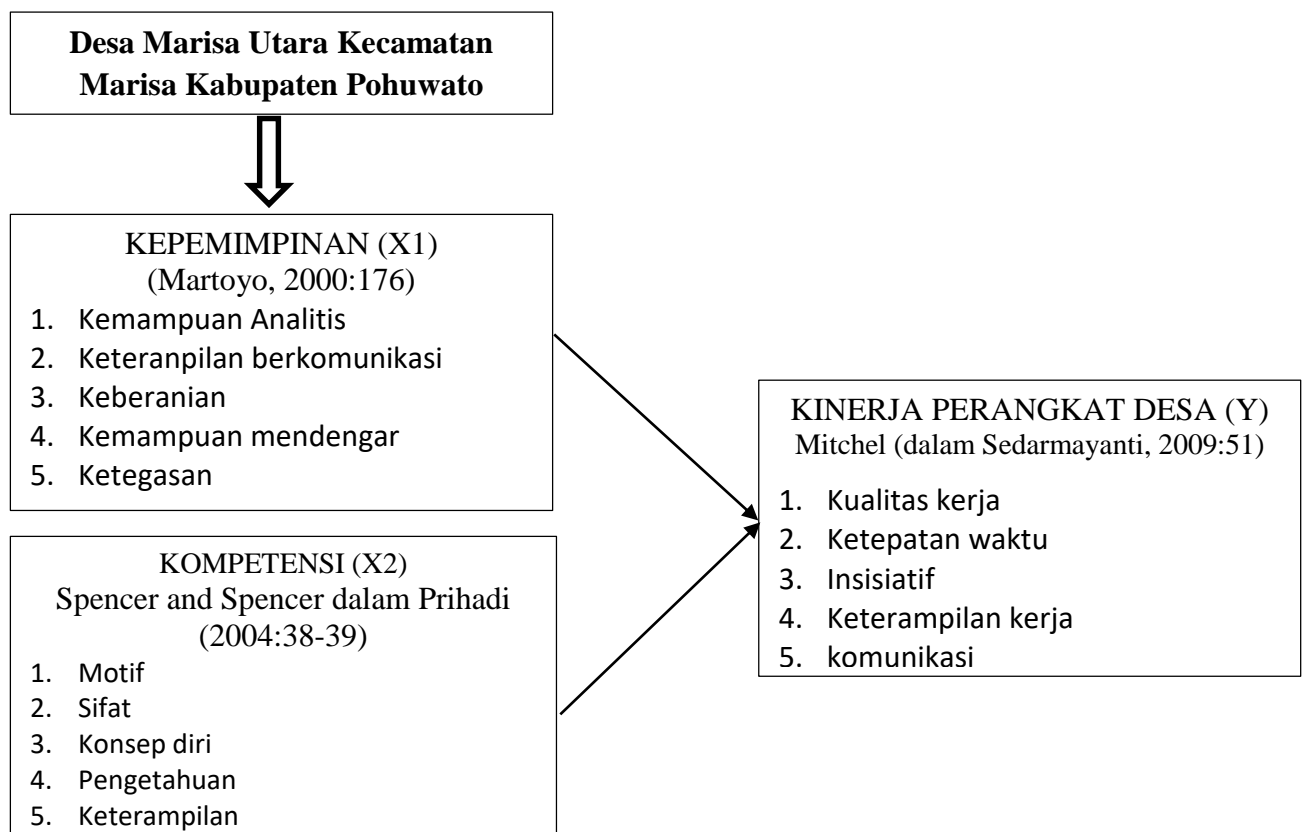 Desa Marisa Utara Kecamatan
Marisa Kabupaten Pohuwato
KEPEMIMPINAN (X1)
(Martoyo, 2000:176)
1. Kemampuan Analitis
2. Keteranpilan berkomunikasi
3. Keberanian
4. Kemampuan mendengar
5. Ketegasan
KOMPETENSI (X2)
Spencer and Spencer dalam Prihadi
(2004:38-39)
1. Motif
2. Sifat
3. Konsep diri
4. Pengetahuan
5. Keterampilan
KINERJA PERANGKAT DESA (Y)
Mitchel (dalam Sedarmayanti, 2009:51)
1. Kualitas kerja
2. Ketepatan waktu
3. Insisiatif
4. Keterampilan kerja
5. komunikasi